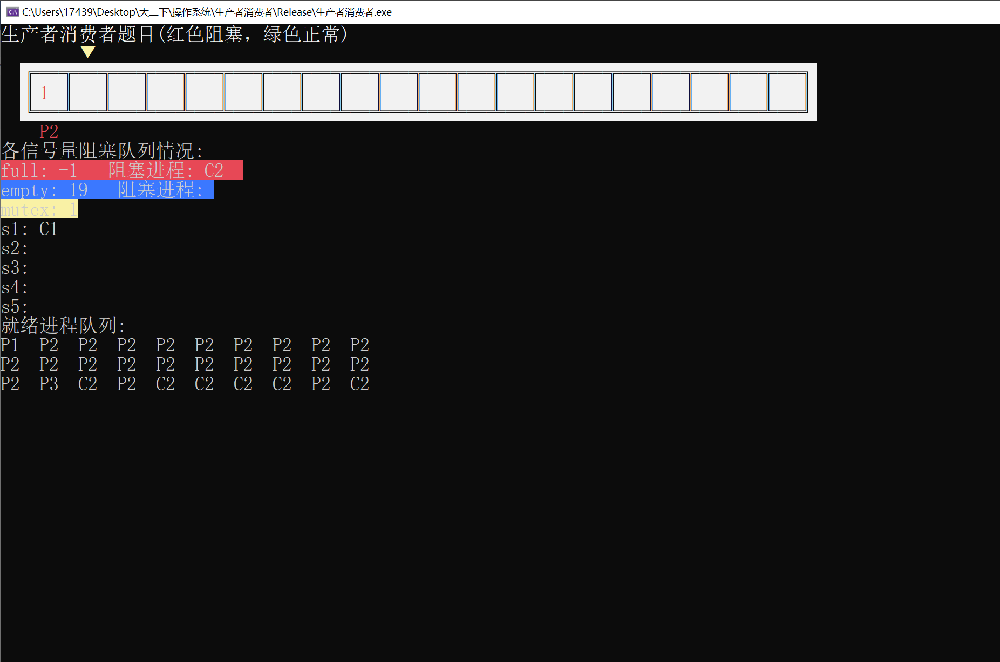 C:\Users\17439\Desktop\大二下\操作系统\生产者消费者\Release\生产者消费者.exe
生产者消费者题目(红色阻塞，绿色正常)
1
P2
各信号量阻塞队列情况:
full: -1   阻塞进程: C2
empty: 19   阻塞进程:
mutex: 1
s1: C1
s2:
s3:
s4:
s5:
就绪进程队列:
P1  P2  P2  P2  P2  P2  P2  P2  P2  P2
P2  P2  P2  P2  P2  P2  P2  P2  P2  P2
P2  P3  C2  P2  C2  C2  C2  C2  P2  C2